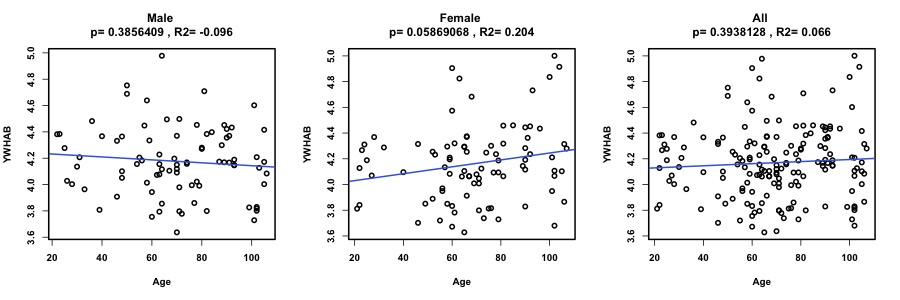 Male
p= 0.3856409 , R2= -0.096
YWHAB
5.0
4.8
4.6
4.4
4.2
4.0
3.8
3.6
20 40 60 80 100
Age
Female
p= 0.05869068 , R2= 0.204
YWHAB
5.0
4.8
4.6
4.4
4.2
4.0
3.8
3.6
20 40 60 80 100
Age
All
p= 0.3938128 , R2= 0.066
YWHAB
5.0
4.8
4.6
4.4
4.2
4.0
3.8
3.6
20 40 60 80 100
Age